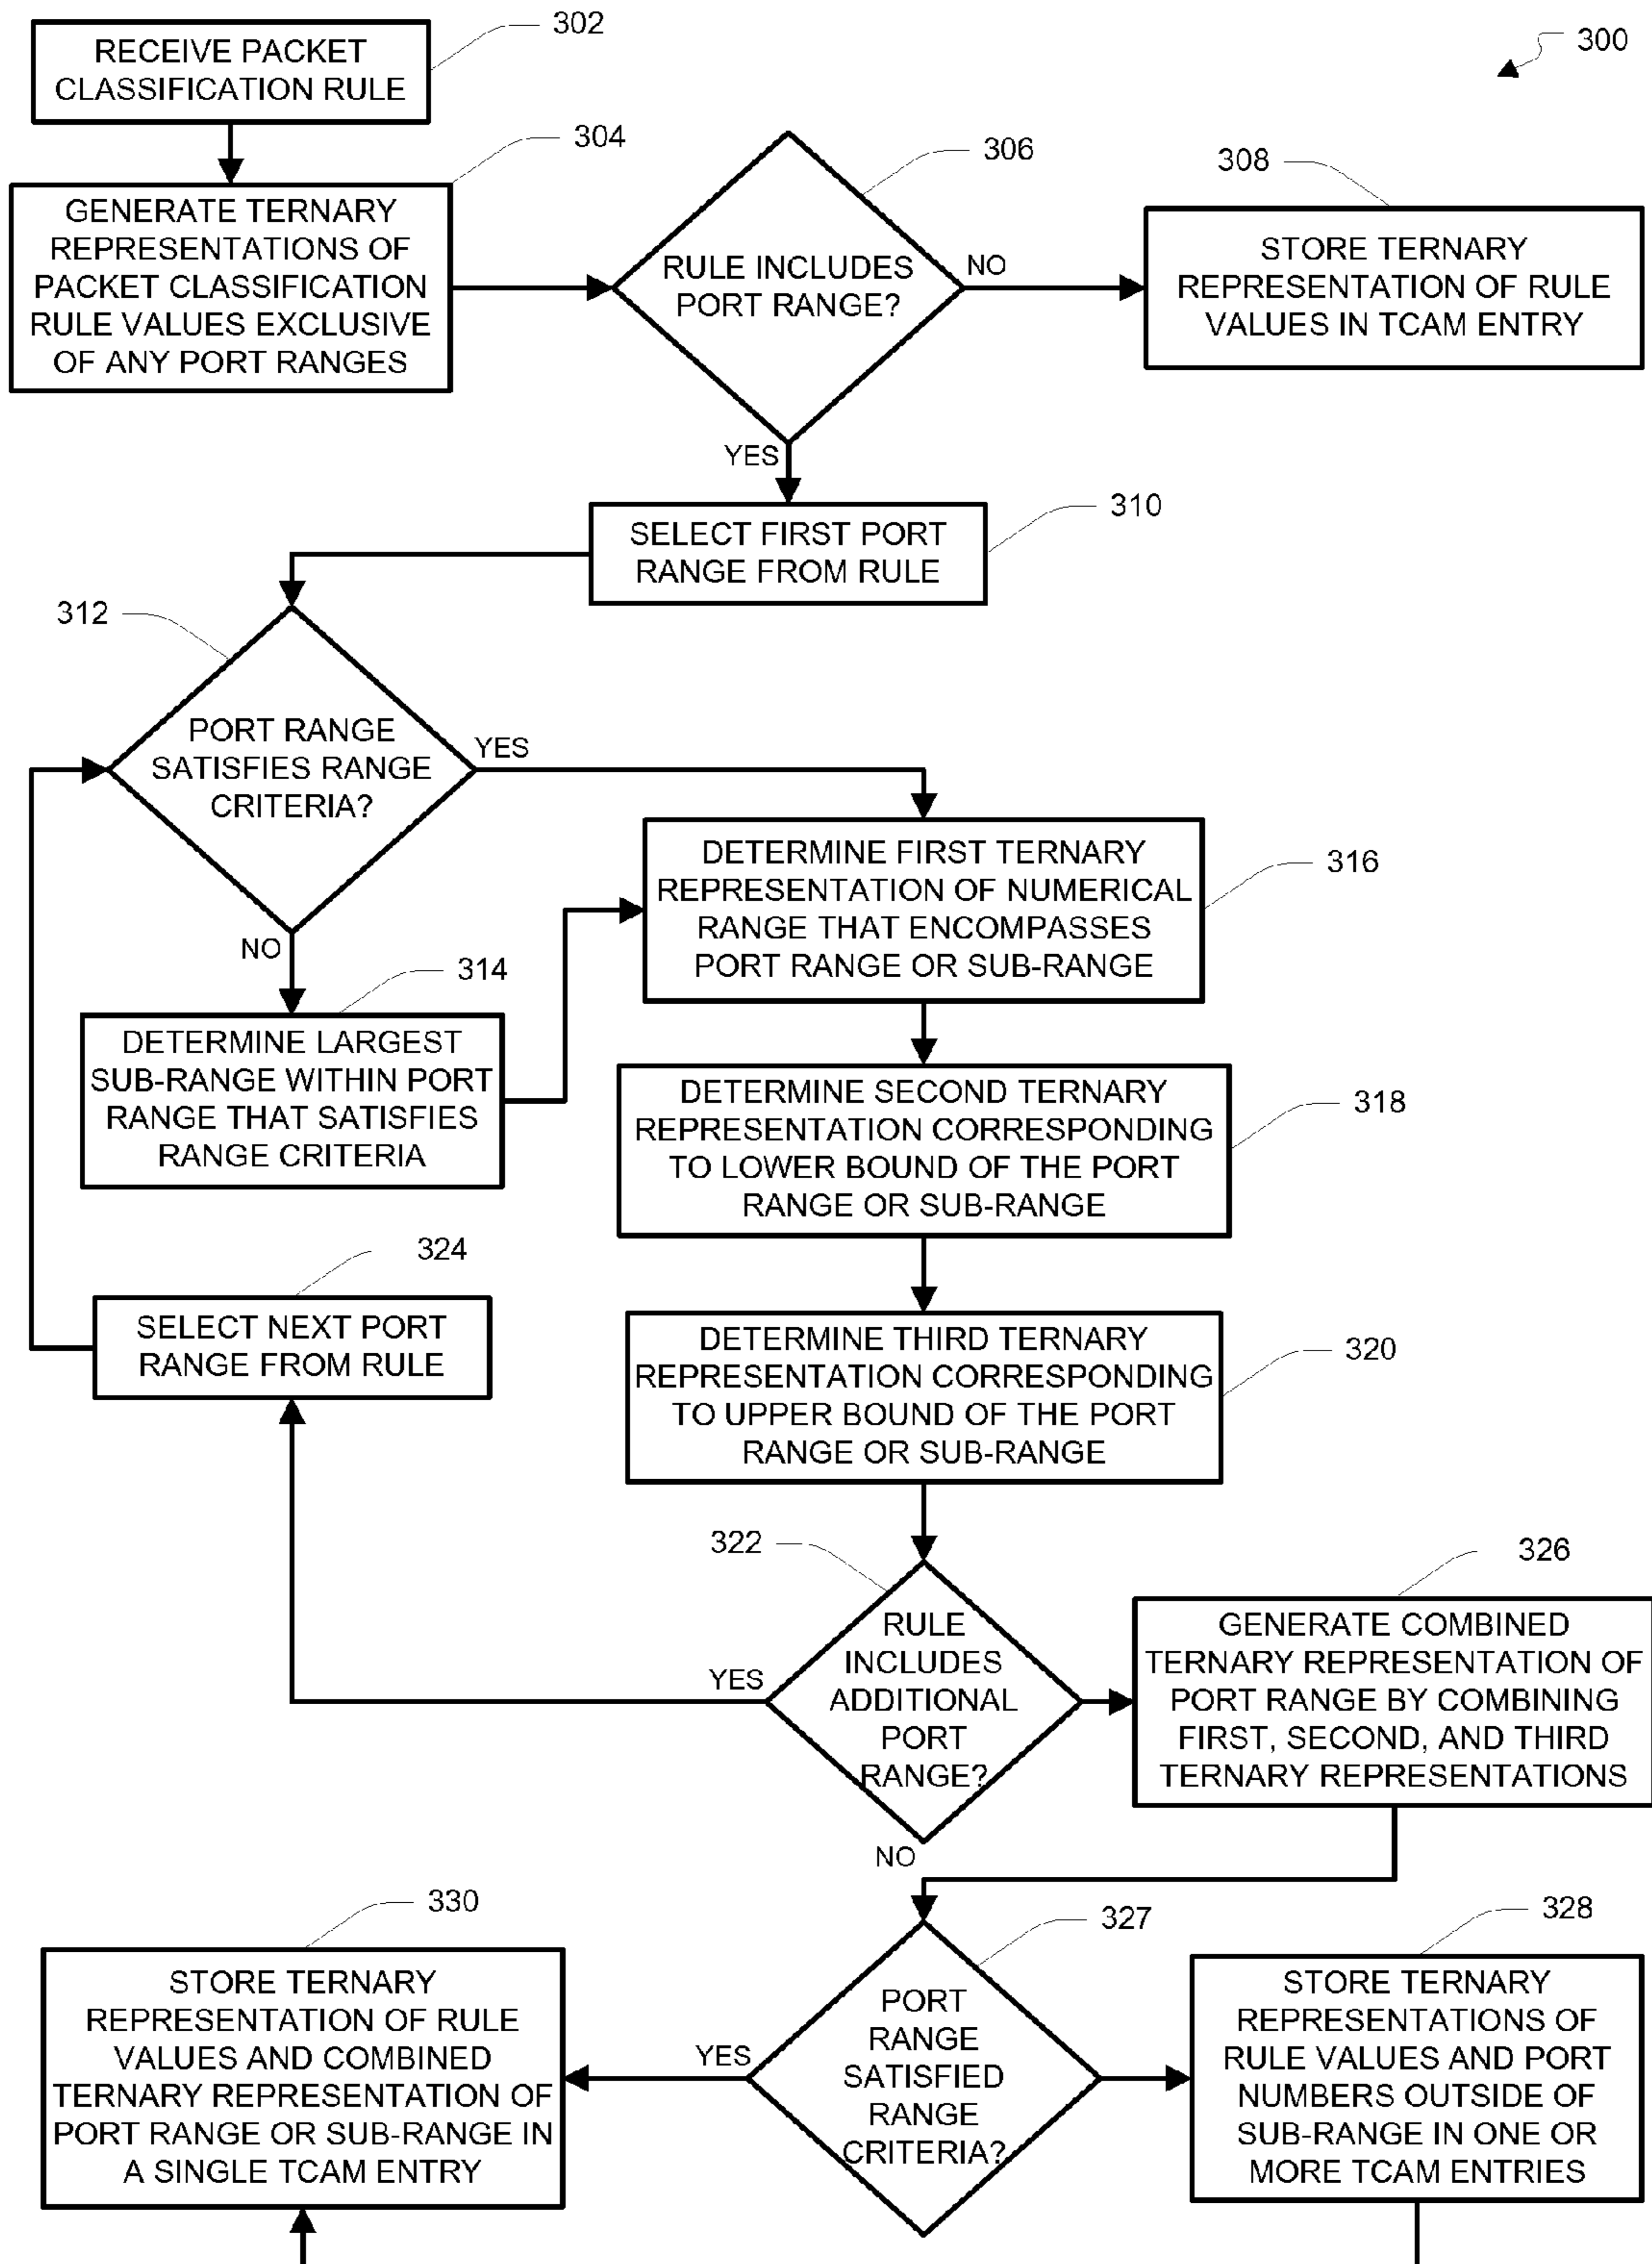 302
300
RECEIVE PACKET
CLASSIFICATION RULE
304
306
308
GENERATE TERNARY
REPRESENTATIONS OF
PACKET CLASSIFICATION
RULE VALUES EXCLUSIVE
OF ANY PORT RANGES
RULE INCLUDES
PORT RANGE?
NO
STORE TERNARY
REPRESENTATION OF RULE
VALUES IN TCAM ENTRY
YES
310
SELECT FIRST PORT
RANGE FROM RULE
312
PORT RANGE
SATISFIES RANGE
CRITERIA?
YES
NO
314
DETERMINE LARGEST
SUB-RANGE WITHIN PORT
RANGE THAT SATISFIES
RANGE CRITERIA
316
DETERMINE FIRST TERNARY
REPRESENTATION OF NUMERICAL
RANGE THAT ENCOMPASSES
PORT RANGE OR SUB-RANGE
318
DETERMINE SECOND TERNARY
REPRESENTATION CORRESPONDING
TO LOWER BOUND OF THE PORT
RANGE OR SUB-RANGE
324
SELECT NEXT PORT
RANGE FROM RULE
320
DETERMINE THIRD TERNARY
REPRESENTATION CORRESPONDING
TO UPPER BOUND OF THE PORT
RANGE OR SUB-RANGE
322
RULE
INCLUDES
ADDITIONAL
PORT
RANGE?
YES
NO
326
GENERATE COMBINED
TERNARY REPRESENTATION OF
PORT RANGE BY COMBINING
FIRST, SECOND, AND THIRD
TERNARY REPRESENTATIONS
330
STORE TERNARY
REPRESENTATION OF RULE
VALUES AND COMBINED
TERNARY REPRESENTATION OF
PORT RANGE OR SUB-RANGE IN
A SINGLE TCAM ENTRY
327
PORT
RANGE
SATISFIED
RANGE
CRITERIA?
YES
328
STORE TERNARY
REPRESENTATIONS OF
RULE VALUES AND PORT
NUMBERS OUTSIDE OF
SUB-RANGE IN ONE OR
MORE TCAM ENTRIES